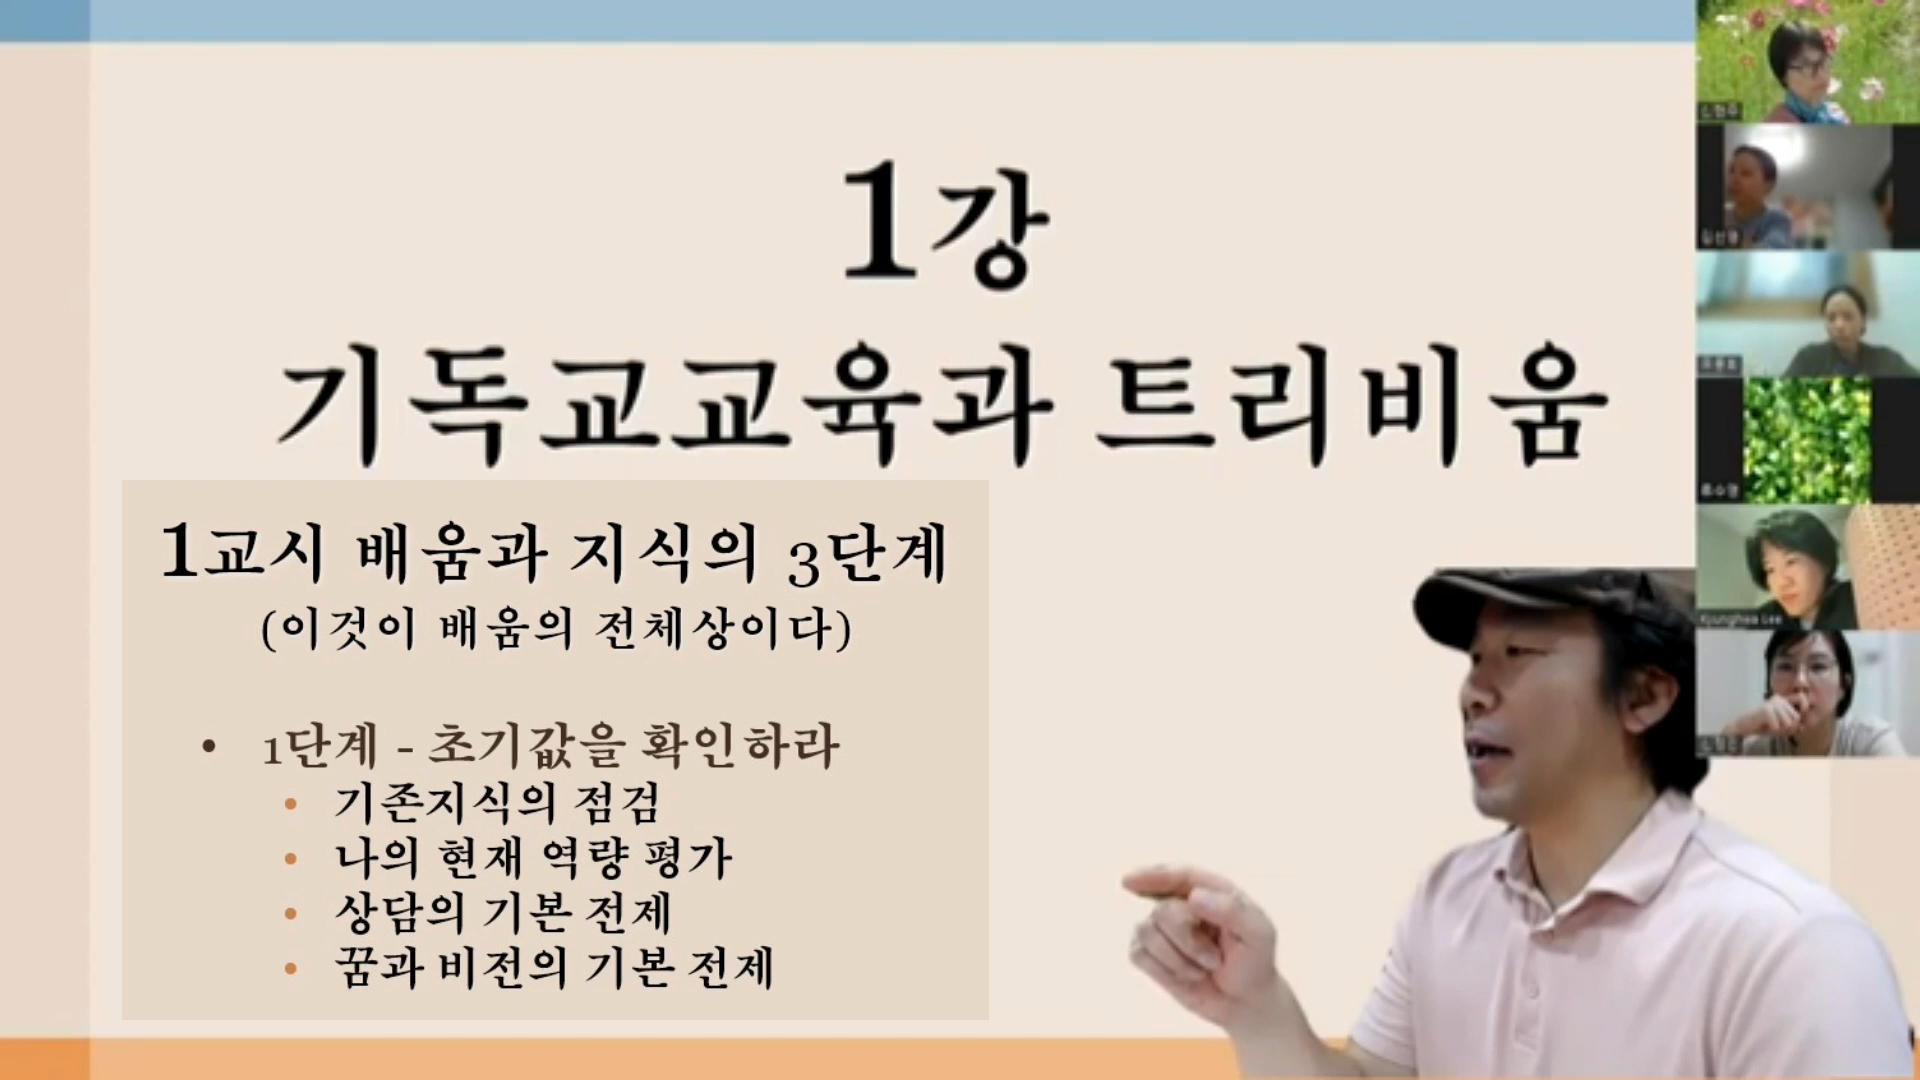 1강
기독교교육과 트리비움
1교시 배움과 지식의 3단계
(이것이 배움의 전체상이다)
• 1단계 - 초기값을 확인하라
• 기존지식의 점검
• 나의 현재 역량 평가
• 상담의 기본 전제
• 꿈과 비전의 기본 전제
Kyunghee Lee